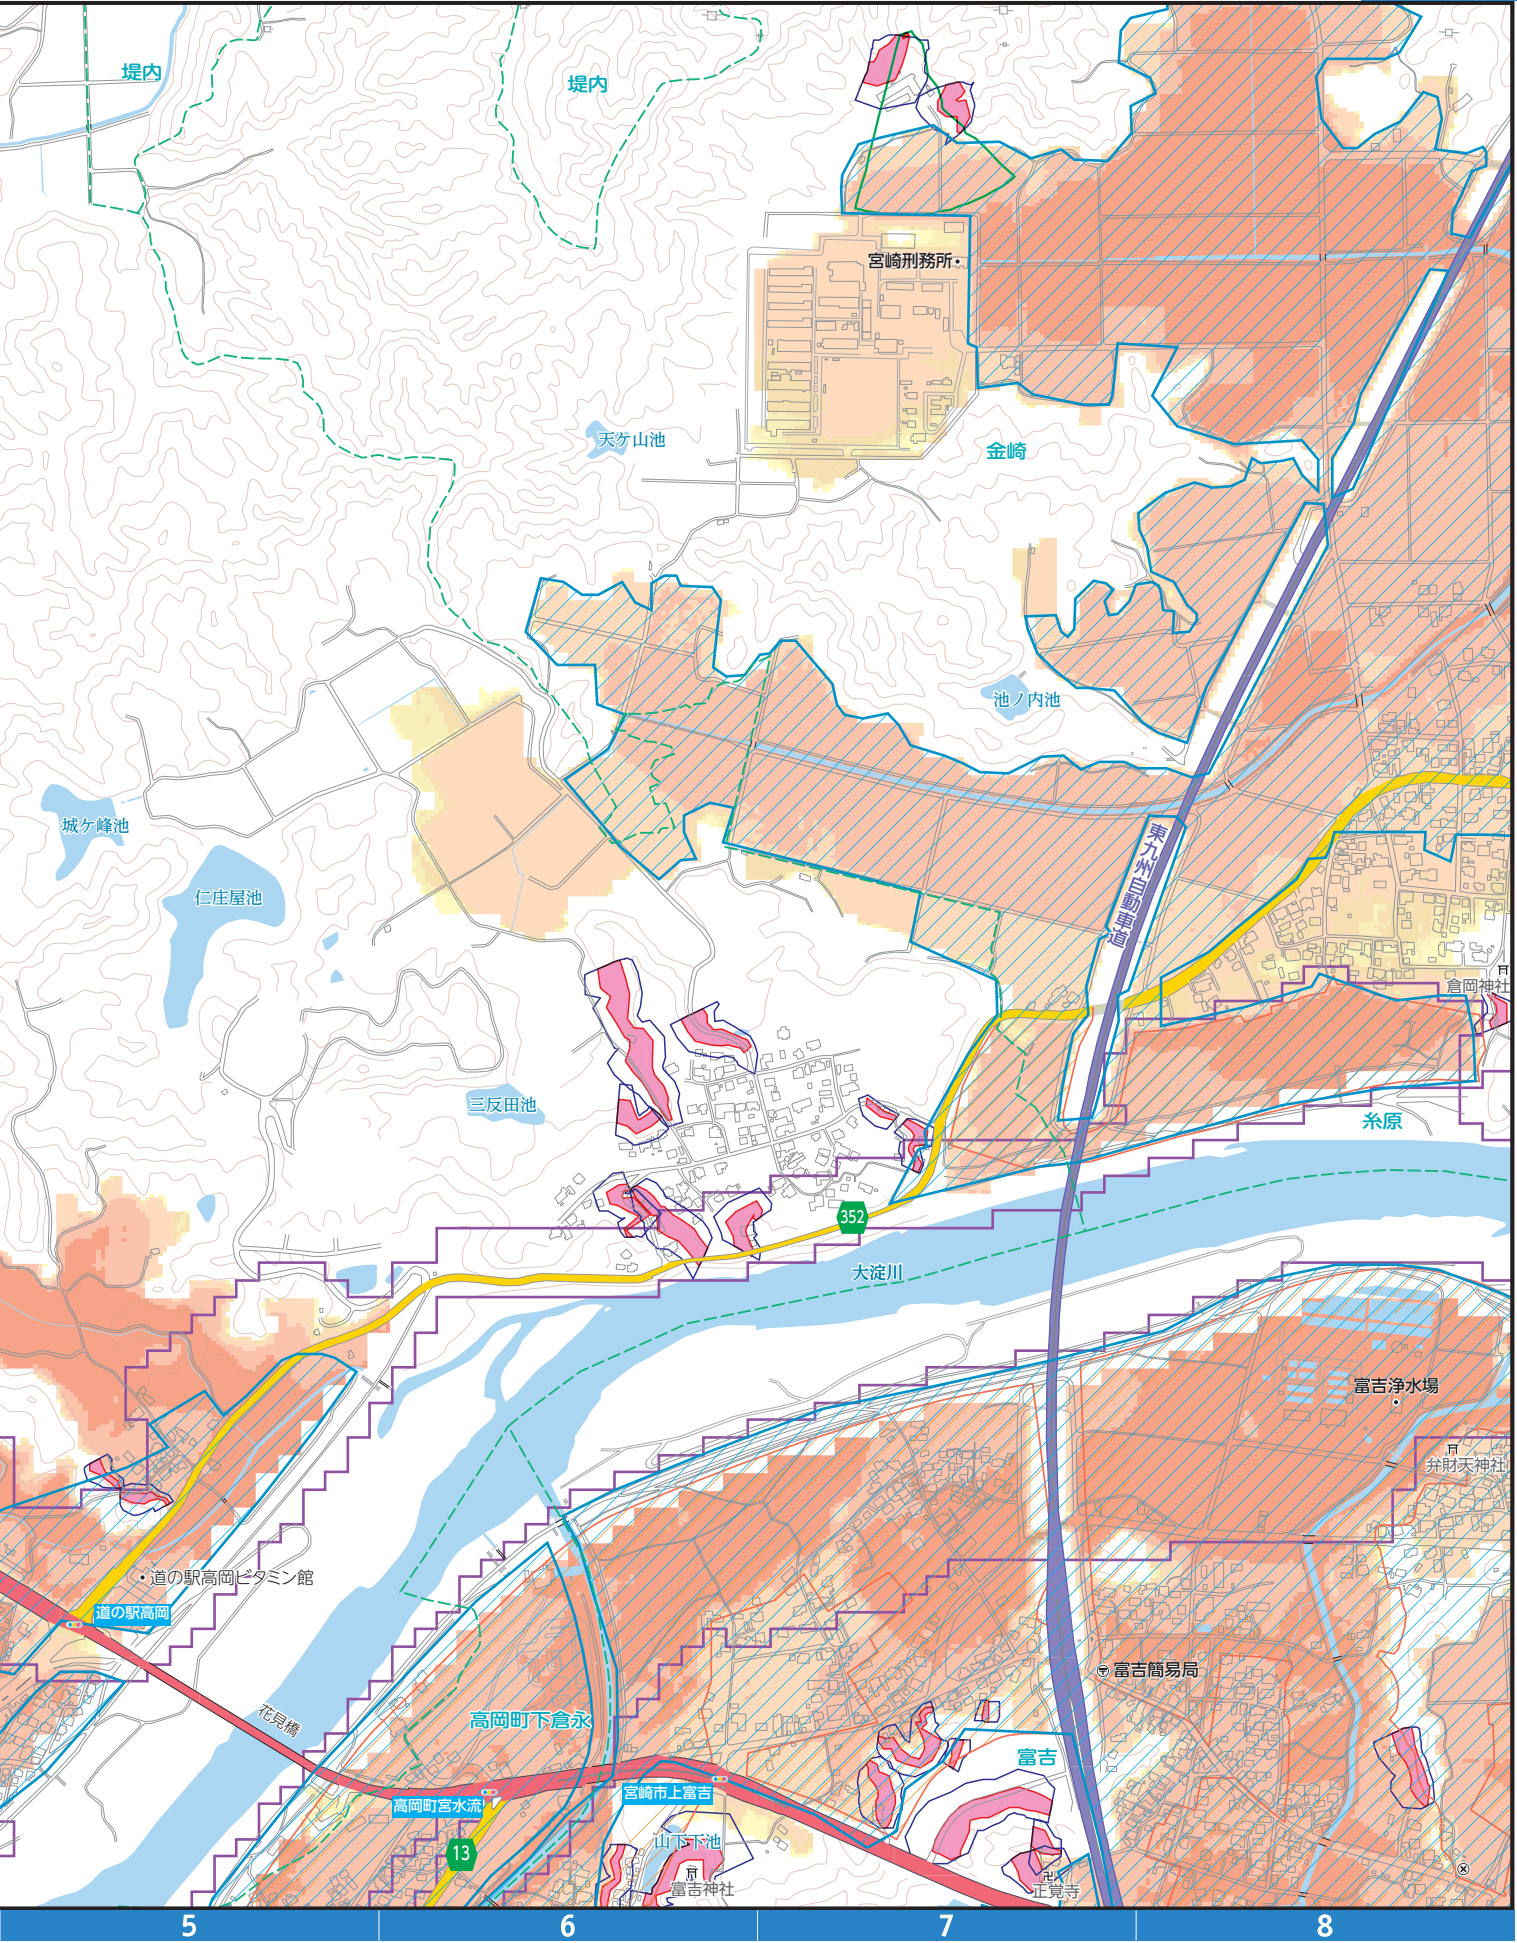 堤内
堤内
宮崎刑務所
天ケ山池
金崎
池ノ内池
城ケ峰池
仁庄屋池
東九州自動車道
倉岡神社
三反田池
糸原
352
大淀川
富吉浄水場
弁財天神社
道の駅高岡ビタミン館
道の駅高岡
富吉簡易局
花見橋
高岡町下倉永
富吉
宮崎市上富吉
高岡町宮水流
山下下池
13
富吉神社
正覚寺
5
6
7
8